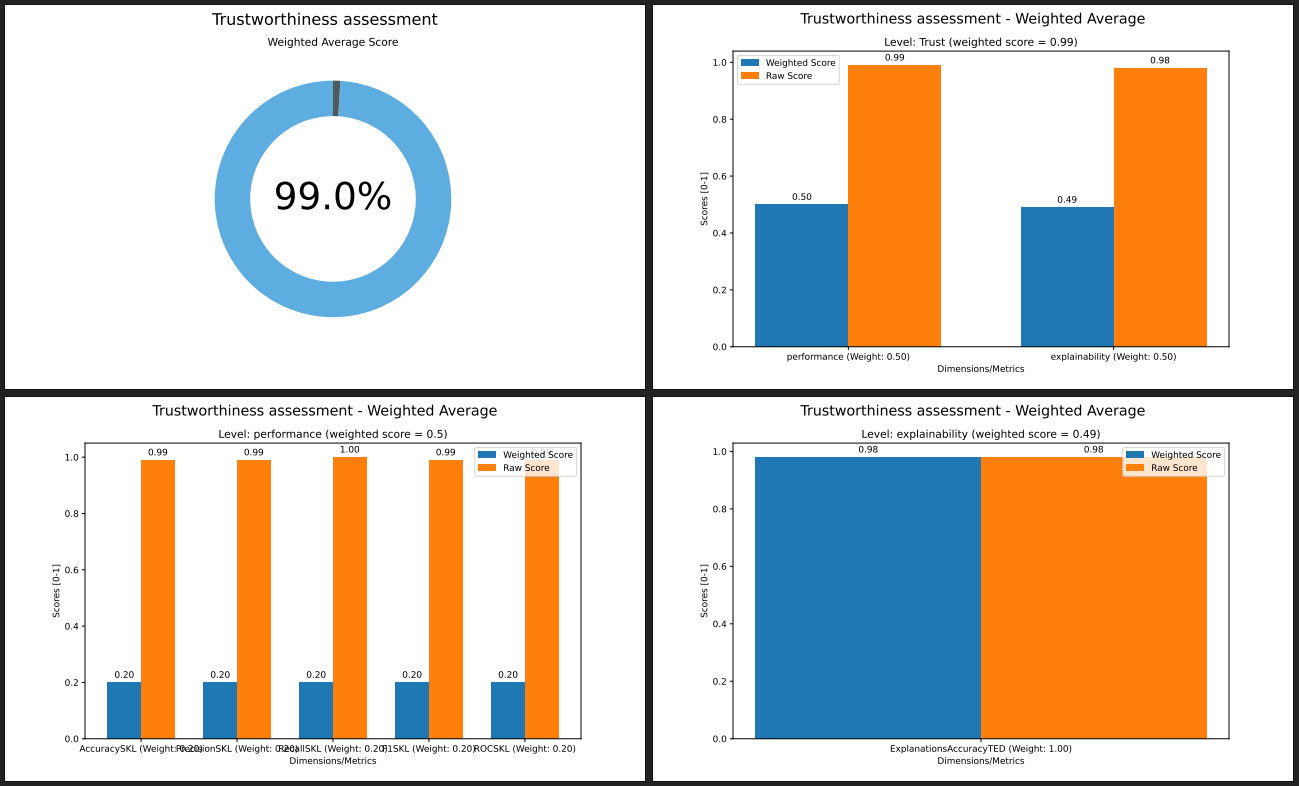 Trustworthiness assessment
Weighted Average Score
99.0%
Trustworthiness assessment - Weighted Average
Level: Trust (weighted score = 0.99)
Weighted Score
Raw Score
0.99
0.98
0.50
0.49
1.0
0.8
0.6
0.4
0.2
0.0
Scores [0-1]
performance (Weight: 0.50)
explainability (Weight: 0.50)
Dimensions/Metrics
Trustworthiness assessment - Weighted Average
Level: performance (weighted score = 0.5)
Weighted Score
Raw Score
0.99
0.99
1.00
0.99
0.20
0.20
0.20
0.20
0.20
1.0
0.8
0.6
0.4
0.2
0.0
Scores [0-1]
AccuracySKL (Weight: 0.20)
PrecisionSKL (Weight: 0.20)
RecallSKL (Weight: 0.20)
F1SKL (Weight: 0.20)
ROCSKL (Weight: 0.20)
Dimensions/Metrics
Trustworthiness assessment - Weighted Average
Level: explainability (weighted score = 0.49)
Weighted Score
Raw Score
0.98
0.98
1.0
0.8
0.6
0.4
0.2
0.0
Scores [0-1]
ExplanationsAccuracyTED (Weight: 1.00)
Dimensions/Metrics